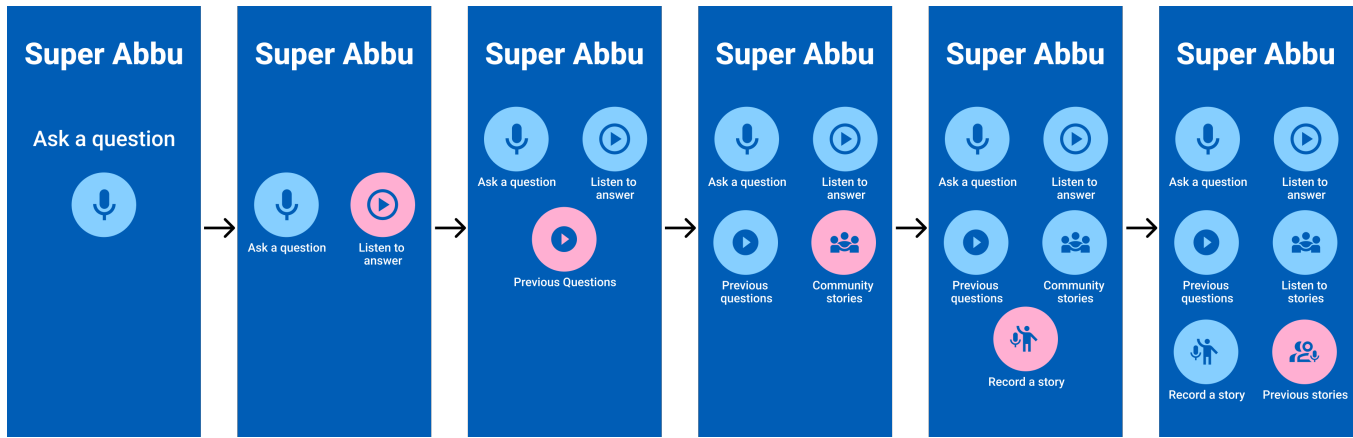 Super Abbu
Ask a question
Super Abbu
Ask a question
Listen to
answer
Super Abbu
Ask a question
Listen to
answer
Previous Questions
Super Abbu
Ask a question
Listen to
answer
Previous
questions
Community
stories
Super Abbu
Ask a question
Listen to
answer
Previous
questions
Community
stories
Record a story
Super Abbu
Ask a question
Listen to
answer
Previous
questions
Listen to
stories
Record a story
Previous stories